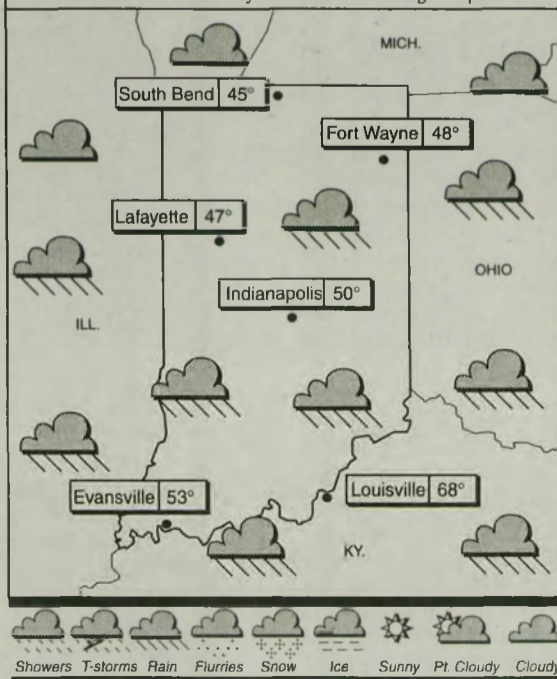 MICH.
South Bend 45°
Fort Wayne 48°
Lafayette 47°
OHIO
Indianapolis 50°
ILL.
Evansville 53°
Louisville 68°
KY.
Showers T-storms Rain Flurries Snow Ice Sunny Pt. Cloudy Cloudy